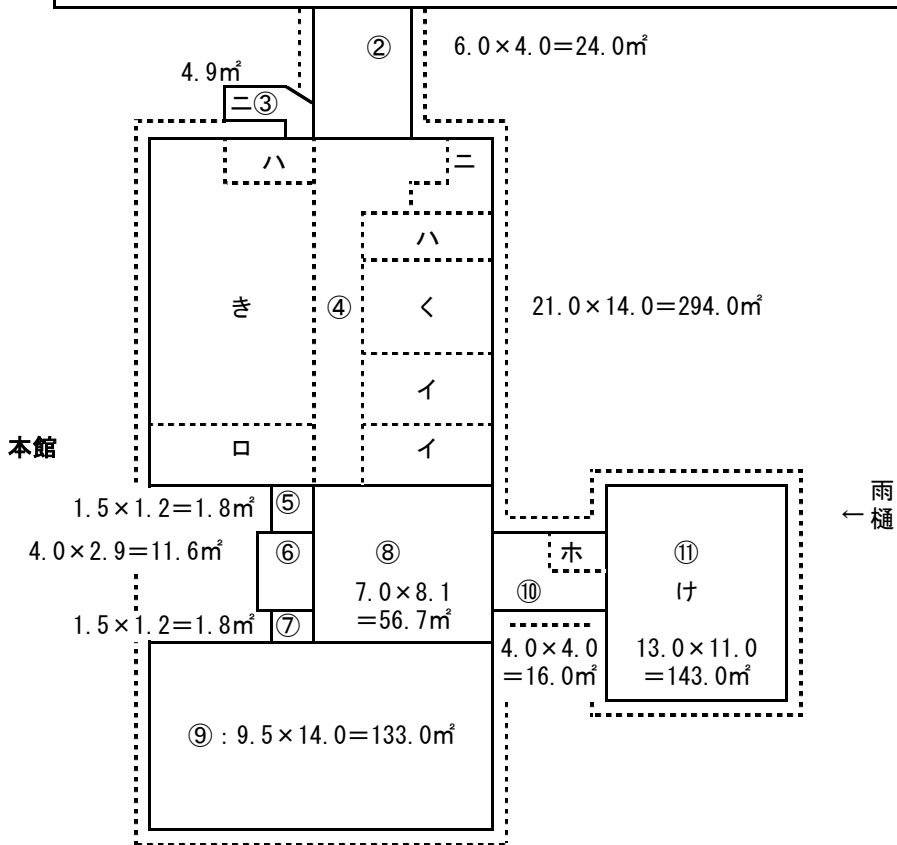 ② 6.0×4.0=24.0㎡
4.9㎡
ニ③
ハ ニ
ハ
き ④ く 21.0×14.0=294.0㎡
イ
本館 ロ イ
雨樋
←
1.5×1.2=1.8㎡ ⑤
4.0×2.9=11.6㎡ ⑥ ⑧ ホ ⑪
7.0×8.1 ⑩ け
=56.7㎡
1.5×1.2=1.8㎡ ⑦
4.0×4.0 13.0×11.0
=16.0㎡ =143.0㎡
⑨:9.5×14.0=133.0㎡